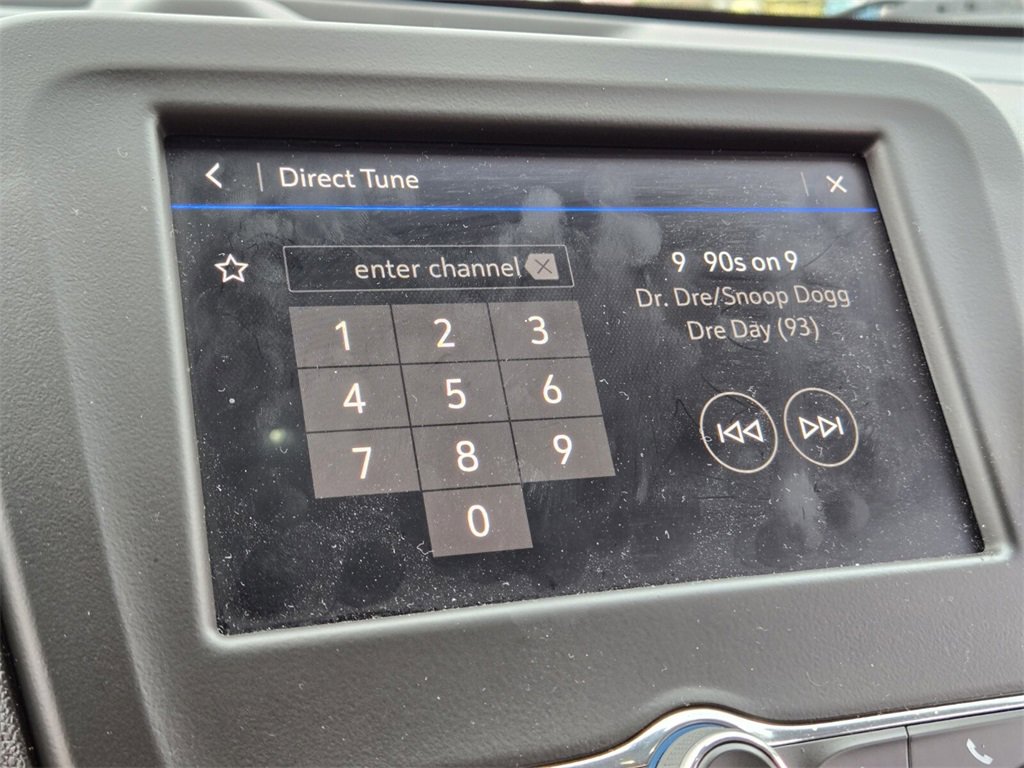 Direct Tune
enter channel
9 90s on 9
Dr. Dre/Snoop Dogg
Dre Day (93)
1 2 3
4 5 6
7 8 9
0